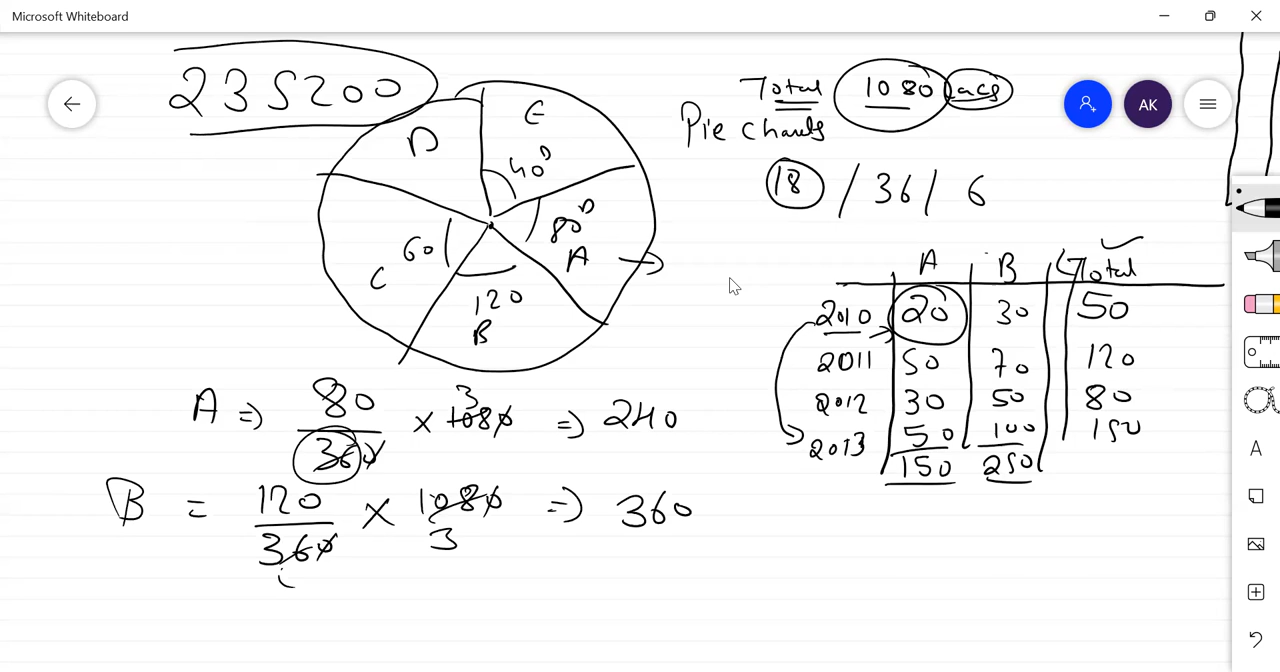 Microsoft Whiteboard
235200
Total 1080 lacs
Pie charts
18 / 36 / 6
AK
D
E
40°
80°
A
60
C
120
B
A B Total
2010 20 30 50
2011 50 70 120
2012 30 50 80
2013 50 100 150
150 250
A => 80/360 x 1080 3 => 240
B = 120/360 x 1080 3 => 360
A